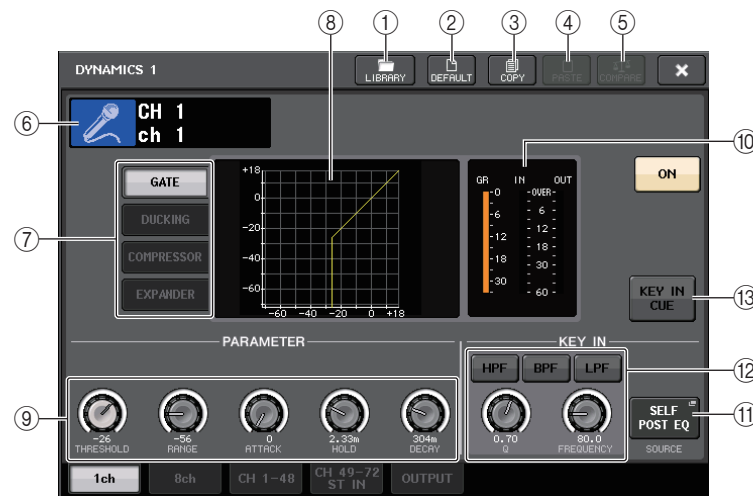 ⑧ ① ② ③ ④ ⑤
DYNAMICS 1
LIBRARY DEFAULT COPY PASTE COMPARE
⑥
CH 1
ch 1
⑩
GATE
DUCKING
COMPRESSOR
EXPANDER
⑦
+18
0
-20
-40
-60
-60 -40 -20 0 +18
GR IN OUT
0 OVER
6 6
12 12
18 18
30 30
60
ON
KEY IN
CUE
⑬
PARAMETER
KEY IN
HPF BPF LPF
⑫
⑨
-26 -56 0 2.33m 304m
THRESHOLD RANGE ATTACK HOLD DECAY
0.70 80.0
Q FREQUENCY
SELF
POST EQ
SOURCE
⑪
1ch 8ch CH 1-48 CH 49-72
ST IN OUTPUT